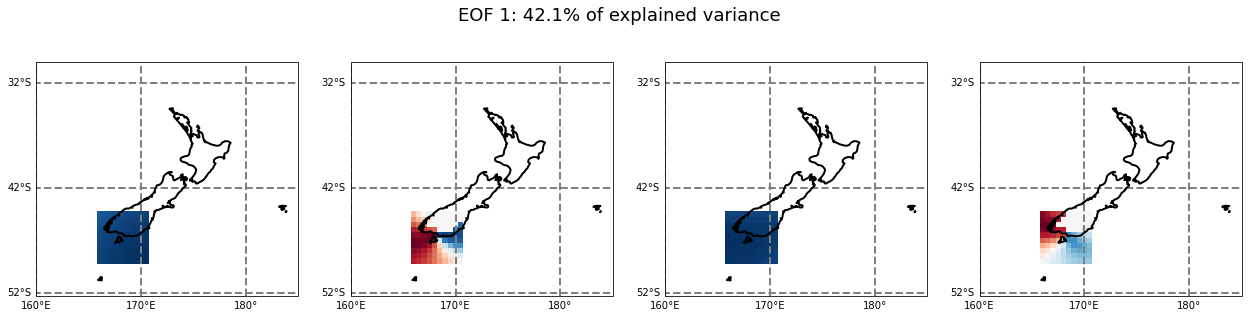 EOF 1: 42.1% of explained variance
32°S 32°S 32°S 32°S
42°S 42°S 42°S 42°S
52°S 52°S 52°S 52°S
160°E 170°E 180° 160°E 170°E 180° 160°E 170°E 180° 160°E 170°E 180°